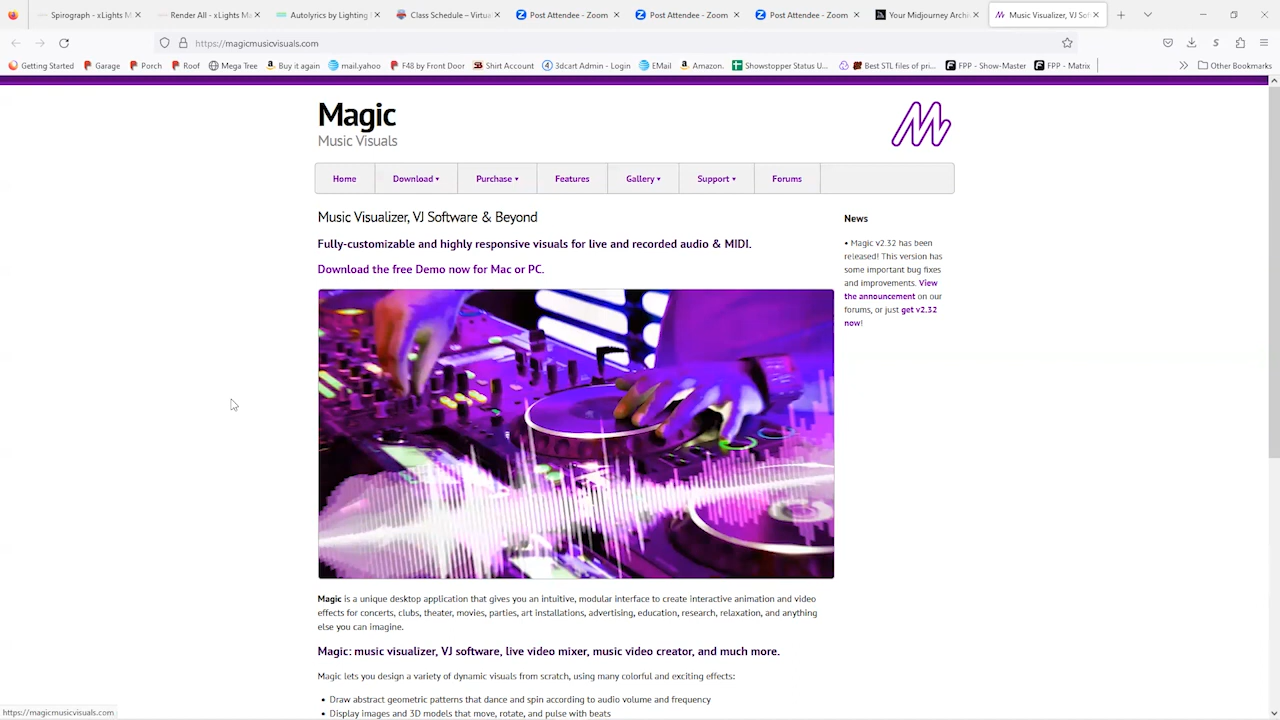 Spirograph - xLights M
Render All - xLights Ma
Autolyrics by Lighting
Class Schedule – Virtua
Post Attendee - Zoom
Post Attendee - Zoom
Post Attendee - Zoom
Your Midjourney Archi
Music Visualizer, VJ Sof
https://magicmusicvisuals.com
Getting Started
Garage
Porch
Roof
Mega Tree
Buy it again
mail.yahoo
F48 by Front Door
Shirt Account
3dcart Admin - Login
EMail
Amazon.
Showstopper Status U...
Best STL files of pri...
FPP - Show-Master
FPP - Matrix
Other Bookmarks
Magic
Music Visuals
Home
Download
Purchase
Features
Gallery
Support
Forums
Music Visualizer, VJ Software & Beyond
Fully-customizable and highly responsive visuals for live and recorded audio & MIDI.
Download the free Demo now for Mac or PC.
News
• Magic v2.32 has been
released! This version has
some important bug fixes
and improvements. View
the announcement on our
forums, or just get v2.32
now!
Magic is a unique desktop application that gives you an intuitive, modular interface to create interactive animation and video
effects for concerts, clubs, theater, movies, parties, art installations, advertising, education, research, relaxation, and anything
else you can imagine.
Magic: music visualizer, VJ software, live video mixer, music video creator, and much more.
Magic lets you design a variety of dynamic visuals from scratch, using many colorful and exciting effects:
• Draw abstract geometric patterns that dance and spin according to audio volume and frequency
• Display images and 3D models that move, rotate, and pulse with beats
https://magicmusicvisuals.com